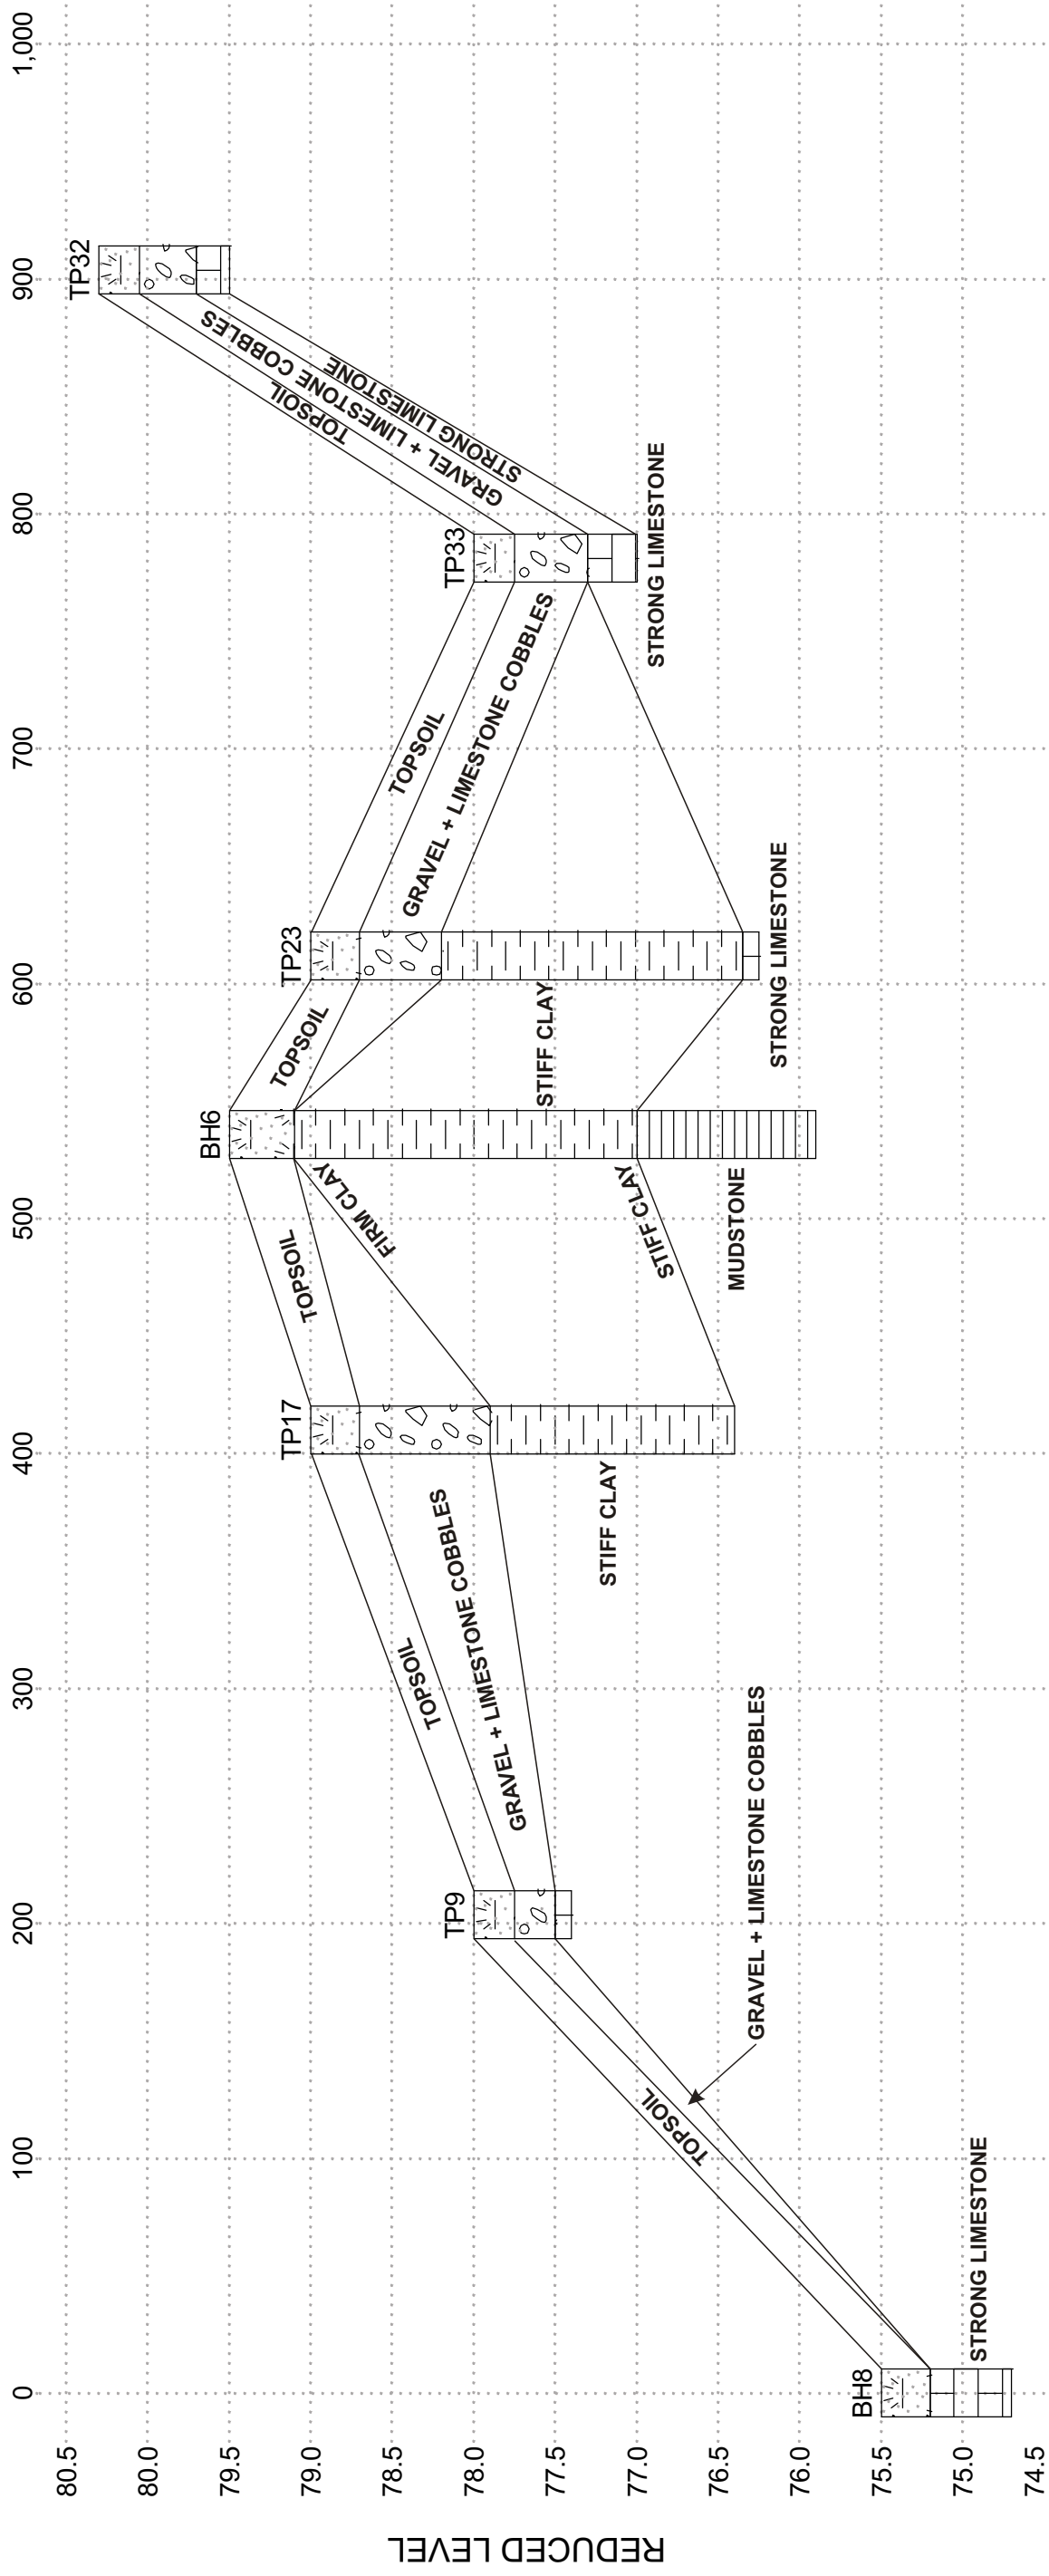 0
100
200
300
400
500
600
700
800
900
1,000
REDUCED LEVEL
80.5
80.0
79.5
79.0
78.5
78.0
77.5
77.0
76.5
76.0
75.5
75.0
74.5
BH8
TOPSOIL
GRAVEL + LIMESTONE COBBLES
STRONG LIMESTONE
TP9
TOPSOIL
GRAVEL + LIMESTONE COBBLES
TP17
STIFF CLAY
TOPSOIL
FIRM CLAY
STIFF CLAY
MUDSTONE
BH6
TOPSOIL
STIFF CLAY
TP23
STRONG LIMESTONE
TOPSOIL
GRAVEL + LIMESTONE COBBLES
TP33
STRONG LIMESTONE
TOPSOIL
GRAVEL + LIMESTONE COBBLES
STRONG LIMESTONE
TP32